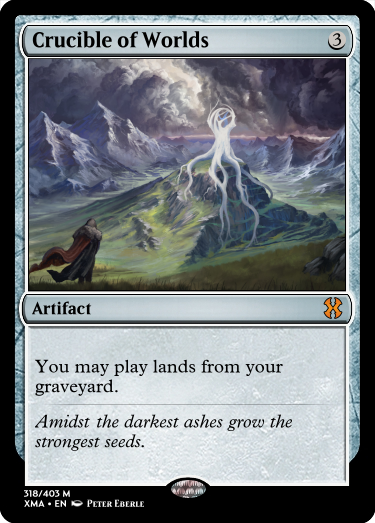 Crucible of Worlds 3
Artifact
You may play lands from your
graveyard.
Amidst the darkest ashes grow the
strongest seeds.
318/403 M
XMA • EN Peter Eberle